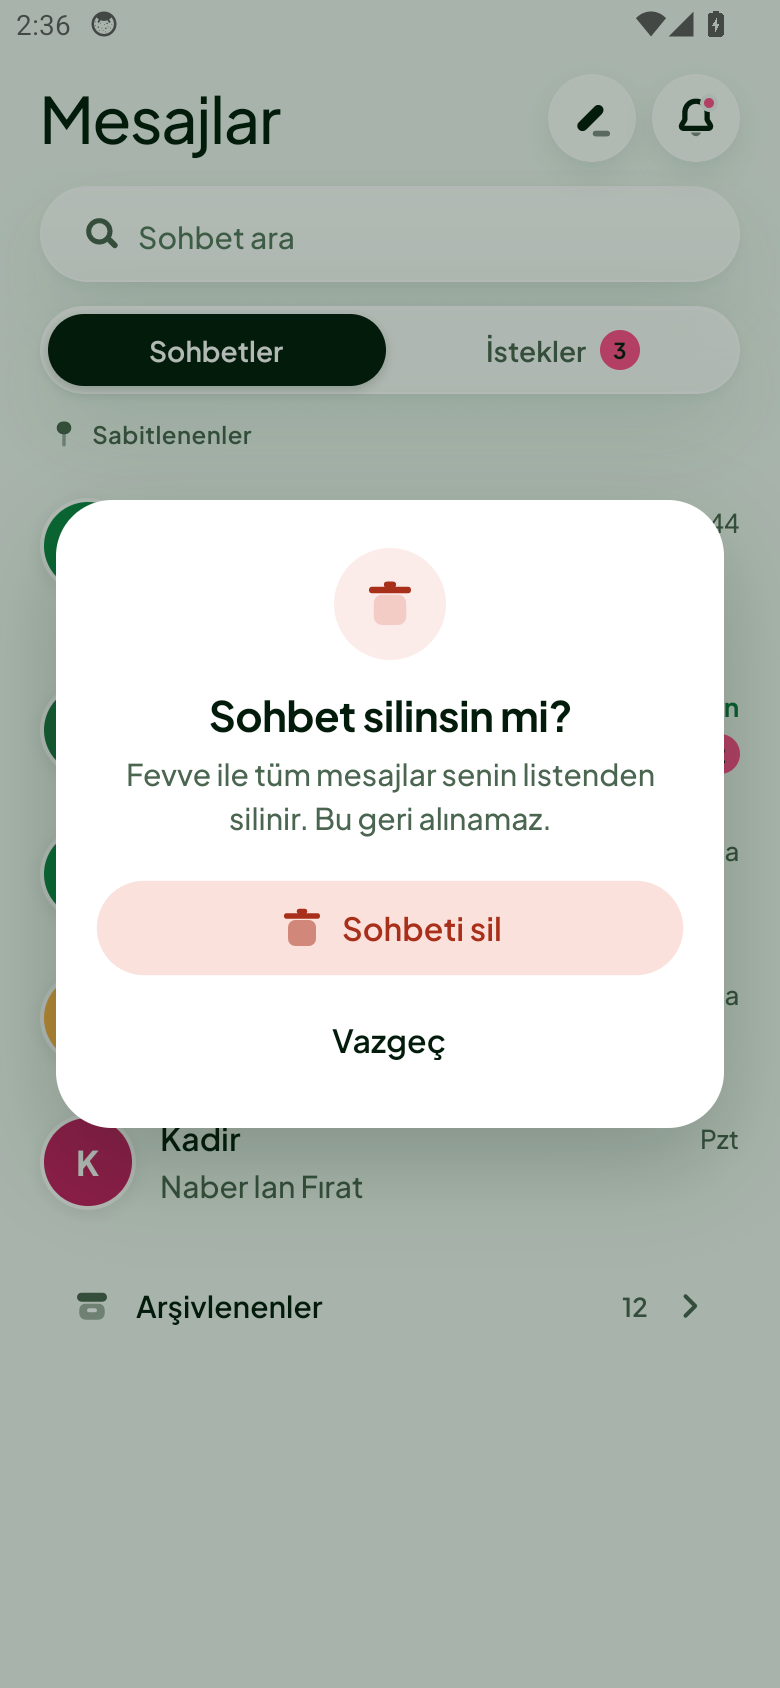 2:36
Mesajlar
Sohbet ara
Sohbetler
İstekler 3
Sabitlenenler
44
n
Sohbet silinsin mi?
Fevve ile tüm mesajlar senin listenden
silinir. Bu geri alınamaz.
a
Sohbeti sil
a
Vazgeç
Kadir
Pzt
K
Naber lan Fırat
Arşivlenenler
12